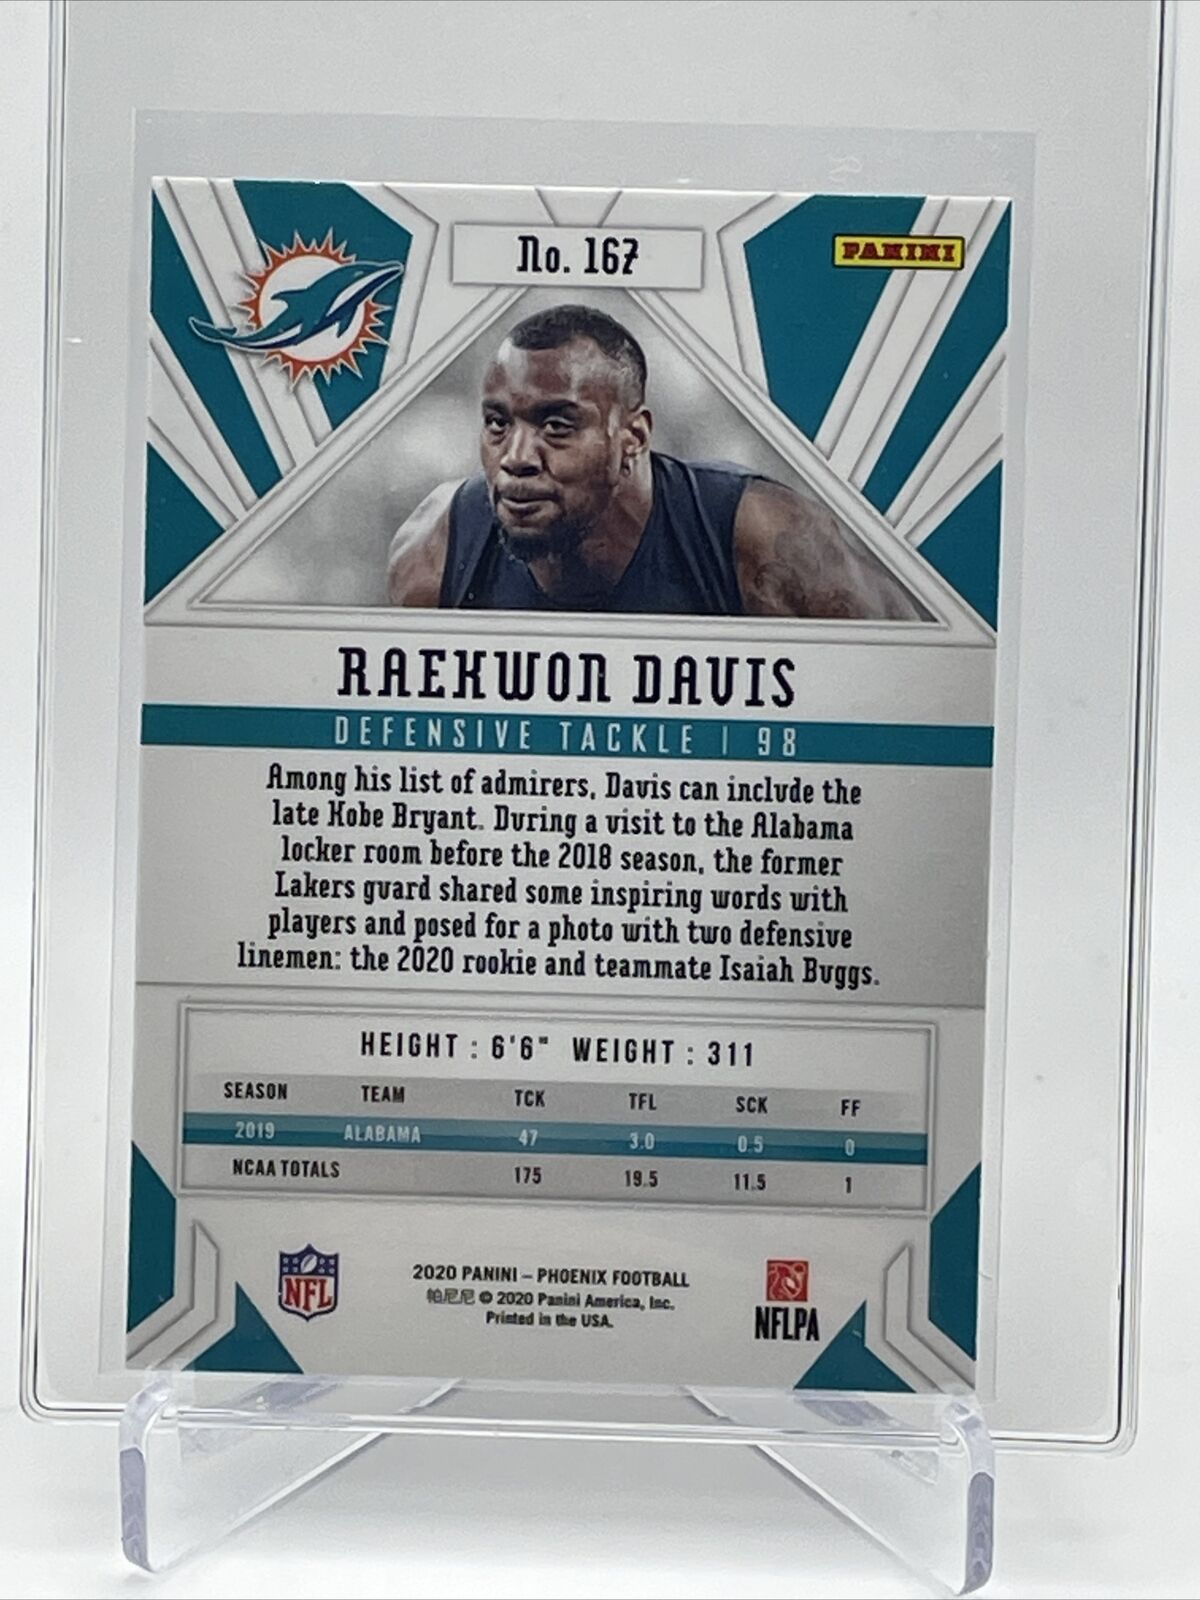 No. 167
PANINI
RAEKWON DAVIS
DEFENSIVE TACKLE | 98
Among his list of admirers, Davis can include the
late Kobe Bryant. During a visit to the Alabama
locker room before the 2018 season, the former
Lakers guard shared some inspiring words with
players and posed for a photo with two defensive
linemen: the 2020 rookie and teammate Isaiah Buggs.
HEIGHT : 6'6" WEIGHT : 311
SEASON TEAM TCK TFL SCK FF
2019 ALABAMA 47 3.0 0.5 0
NCAA TOTALS 175 19.5 11.5 1
NFL
2020 PANINI – PHOENIX FOOTBALL
帕尼尼 © 2020 Panini America, Inc.
Printed in the USA.
NFLPA